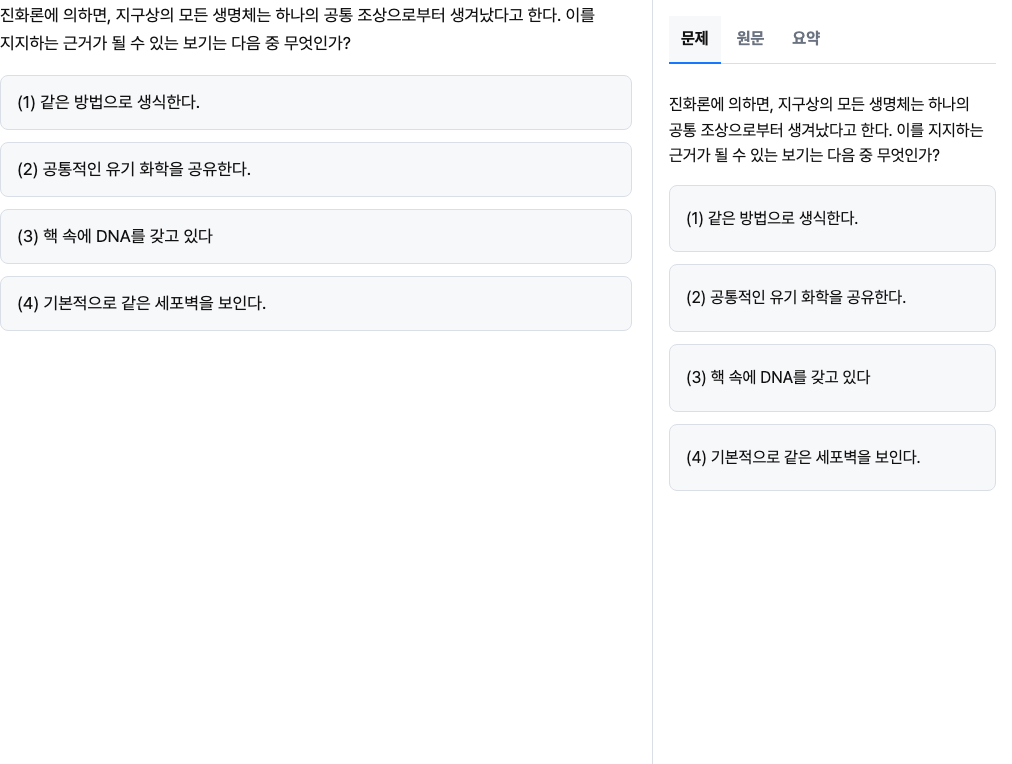 진화론에 의하면, 지구상의 모든 생명체는 하나의 공통 조상으로부터 생겨났다고 한다. 이를
지지하는 근거가 될 수 있는 보기는 다음 중 무엇인가?
(1) 같은 방법으로 생식한다.
(2) 공통적인 유기 화학을 공유한다.
(3) 핵 속에 DNA를 갖고 있다
(4) 기본적으로 같은 세포벽을 보인다.
문제 원문 요약
진화론에 의하면, 지구상의 모든 생명체는 하나의
공통 조상으로부터 생겨났다고 한다. 이를 지지하는
근거가 될 수 있는 보기는 다음 중 무엇인가?
(1) 같은 방법으로 생식한다.
(2) 공통적인 유기 화학을 공유한다.
(3) 핵 속에 DNA를 갖고 있다
(4) 기본적으로 같은 세포벽을 보인다.